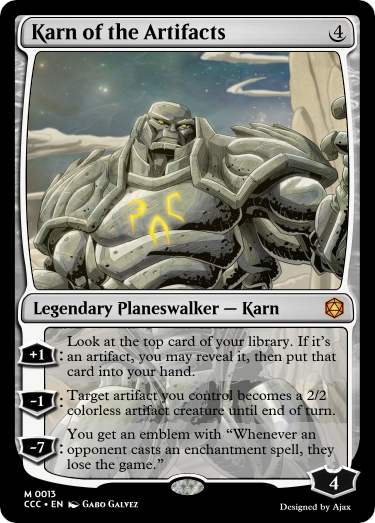 Karn of the Artifacts 4
Legendary Planeswalker — Karn
+1: Look at the top card of your library. If it's
an artifact, you may reveal it, then put that
card into your hand.
-1: Target artifact you control becomes a 2/2
colorless artifact creature until end of turn.
-7: You get an emblem with “Whenever an
opponent casts an enchantment spell, they
lose the game.”
4
M 0013
CCC • EN Gabo Galvez
Designed by Ajax